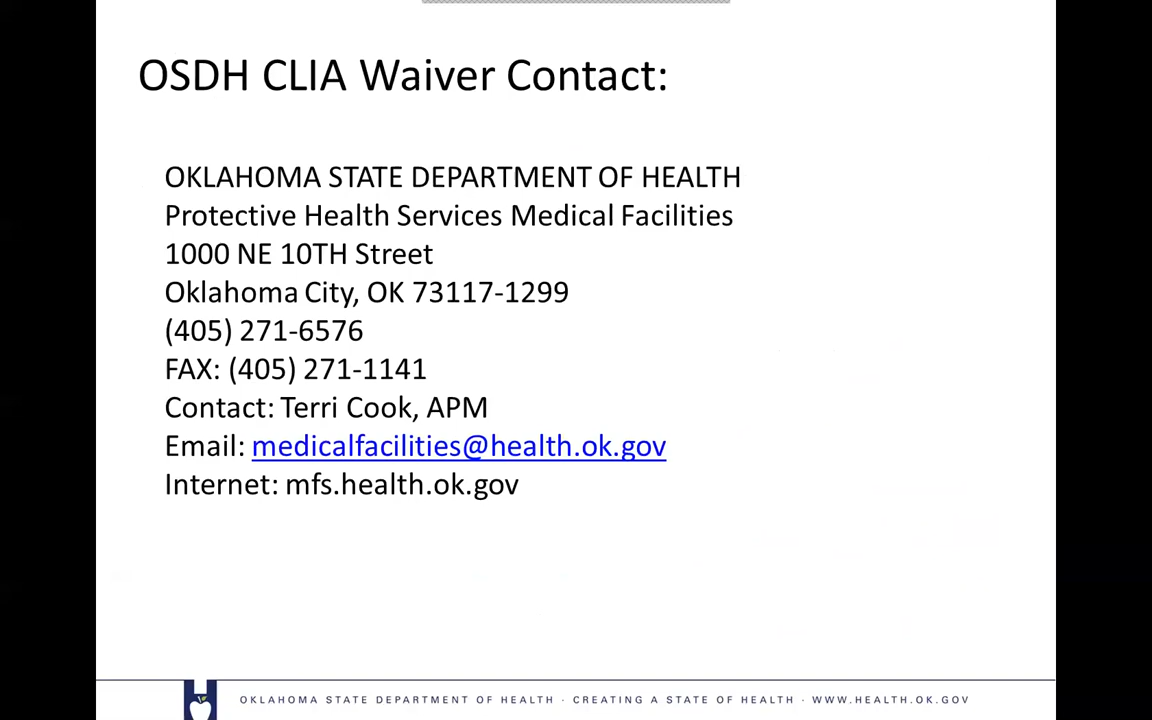 OSDH CLIA Waiver Contact:
OKLAHOMA STATE DEPARTMENT OF HEALTH
Protective Health Services Medical Facilities
1000 NE 10TH Street
Oklahoma City, OK 73117-1299
(405) 271-6576
FAX: (405) 271-1141
Contact: Terri Cook, APM
Email: medicalfacilities@health.ok.gov
Internet: mfs.health.ok.gov
OKLAHOMA STATE DEPARTMENT OF HEALTH · CREATING A STATE OF HEALTH · WWW.HEALTH.OK.GOV